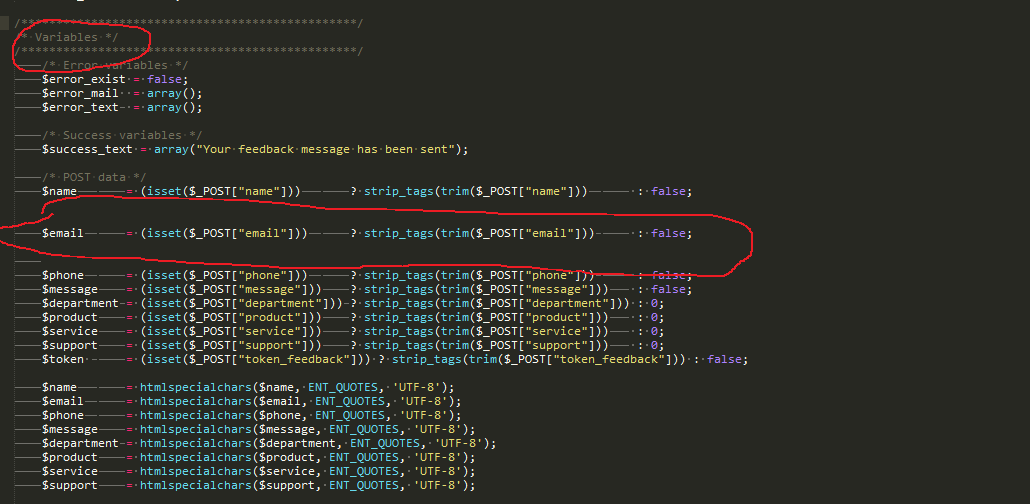 /************************************************/
/* Variables */
/************************************************/
/* Error variables */
$error_exist = false;
$error_mail = array();
$error_text = array();
/* Success variables */
$success_text = array("Your feedback message has been sent");
/* POST data */
$name = (isset($_POST["name"])) ? strip_tags(trim($_POST["name"])) : false;
$email = (isset($_POST["email"])) ? strip_tags(trim($_POST["email"])) : false;
$phone = (isset($_POST["phone"])) ? strip_tags(trim($_POST["phone"])) : false;
$message = (isset($_POST["message"])) ? strip_tags(trim($_POST["message"])) : false;
$department = (isset($_POST["department"])) ? strip_tags(trim($_POST["department"])) : 0;
$product = (isset($_POST["product"])) ? strip_tags(trim($_POST["product"])) : 0;
$service = (isset($_POST["service"])) ? strip_tags(trim($_POST["service"])) : 0;
$support = (isset($_POST["support"])) ? strip_tags(trim($_POST["support"])) : 0;
$token = (isset($_POST["token_feedback"])) ? strip_tags(trim($_POST["token_feedback"])) : false;
$name = htmlspecialchars($name, ENT_QUOTES, 'UTF-8');
$email = htmlspecialchars($email, ENT_QUOTES, 'UTF-8');
$phone = htmlspecialchars($phone, ENT_QUOTES, 'UTF-8');
$message = htmlspecialchars($message, ENT_QUOTES, 'UTF-8');
$department = htmlspecialchars($department, ENT_QUOTES, 'UTF-8');
$product = htmlspecialchars($product, ENT_QUOTES, 'UTF-8');
$service = htmlspecialchars($service, ENT_QUOTES, 'UTF-8');
$support = htmlspecialchars($support, ENT_QUOTES, 'UTF-8');